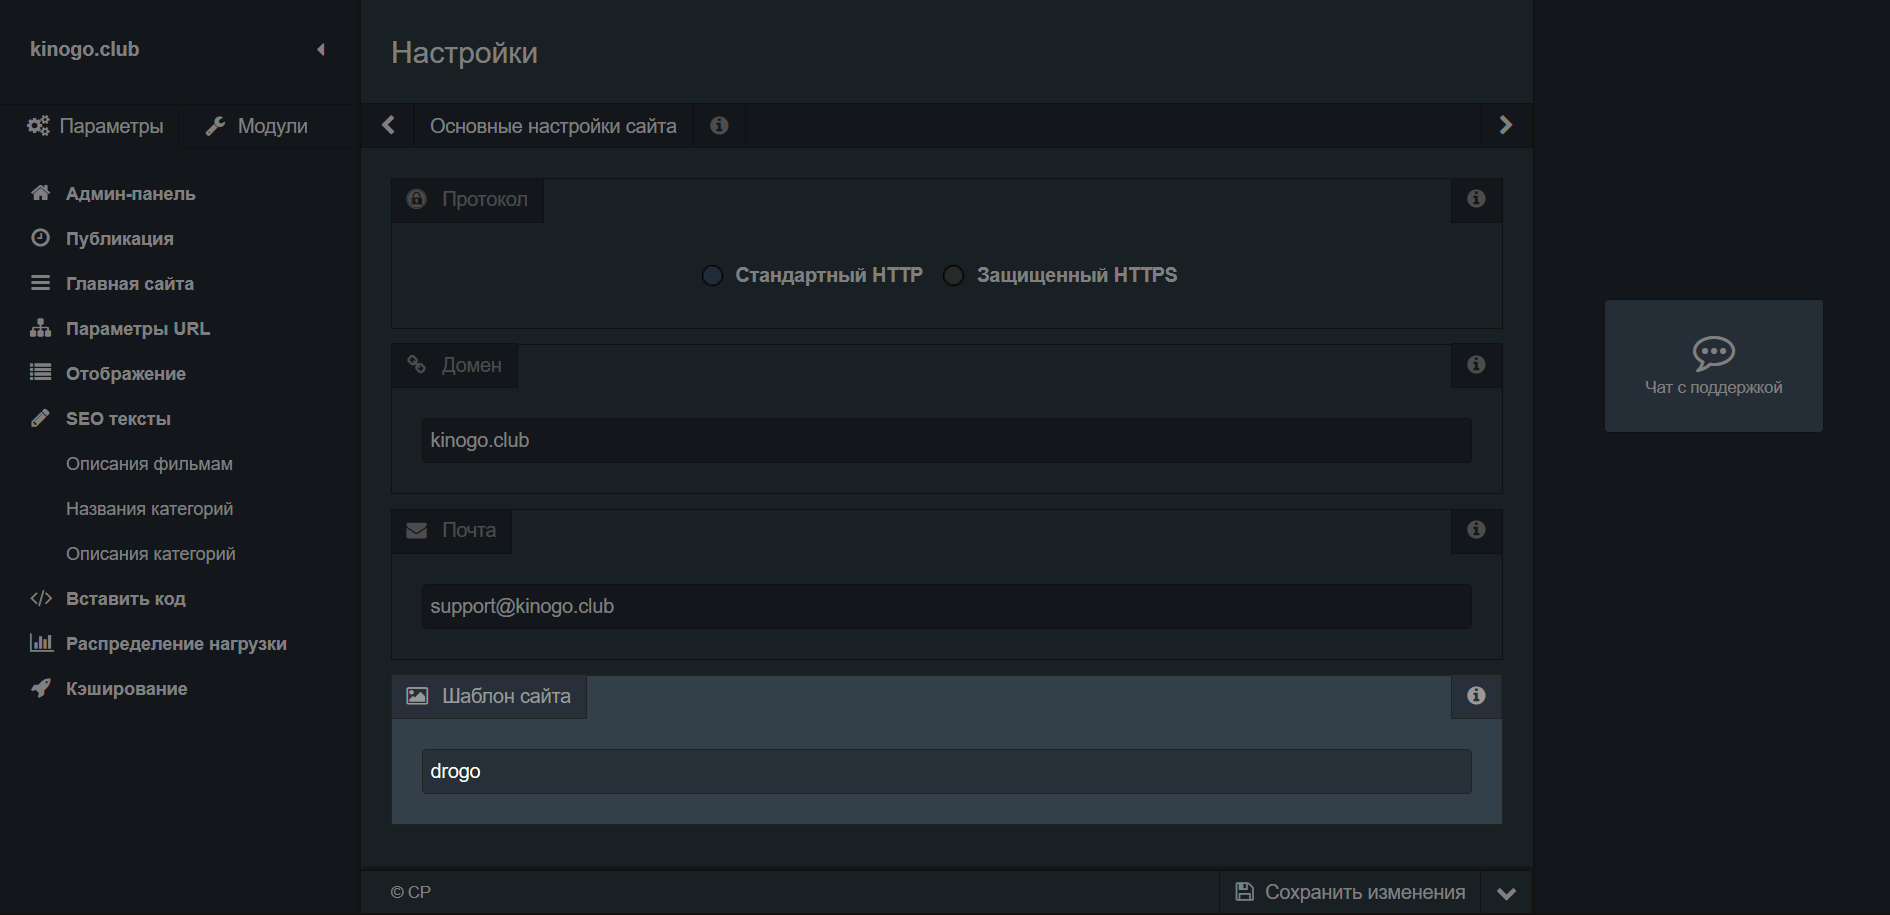 kinogo.club
Параметры
Модули
Админ-панель
Публикация
Главная сайта
Параметры URL
Отображение
SEO тексты
Описания фильмам
Названия категорий
Описания категорий
Вставить код
Распределение нагрузки
Кэширование
Настройки
Основные настройки сайта
Протокол
Стандартный HTTP
Защищенный HTTPS
Домен
kinogo.club
Почта
support@kinogo.club
Шаблон сайта
drogo
© CP
Сохранить изменения
Чат с поддержкой